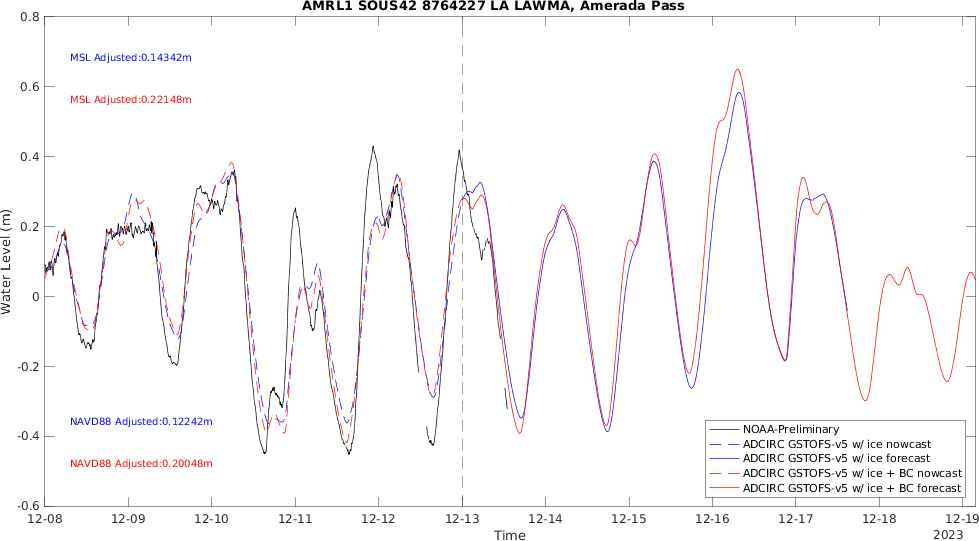 AMRL1 SOUS42 8764227 LA LAWMA, Amerada Pass
0.8
0.6
0.4
0.2
0
-0.2
-0.4
-0.6
Water Level (m)
MSL Adjusted:0.14342m
MSL Adjusted:0.22148m
NAVD88 Adjusted:0.12242m
NAVD88 Adjusted:0.20048m
NOAA-Preliminary
ADCIRC GSTOFS-v5 w/ ice nowcast
ADCIRC GSTOFS-v5 w/ ice forecast
ADCIRC GSTOFS-v5 w/ ice + BC nowcast
ADCIRC GSTOFS-v5 w/ ice + BC forecast
12-08 12-09 12-10 12-11 12-12 12-13 12-14 12-15 12-16 12-17 12-18 12-19
Time
2023